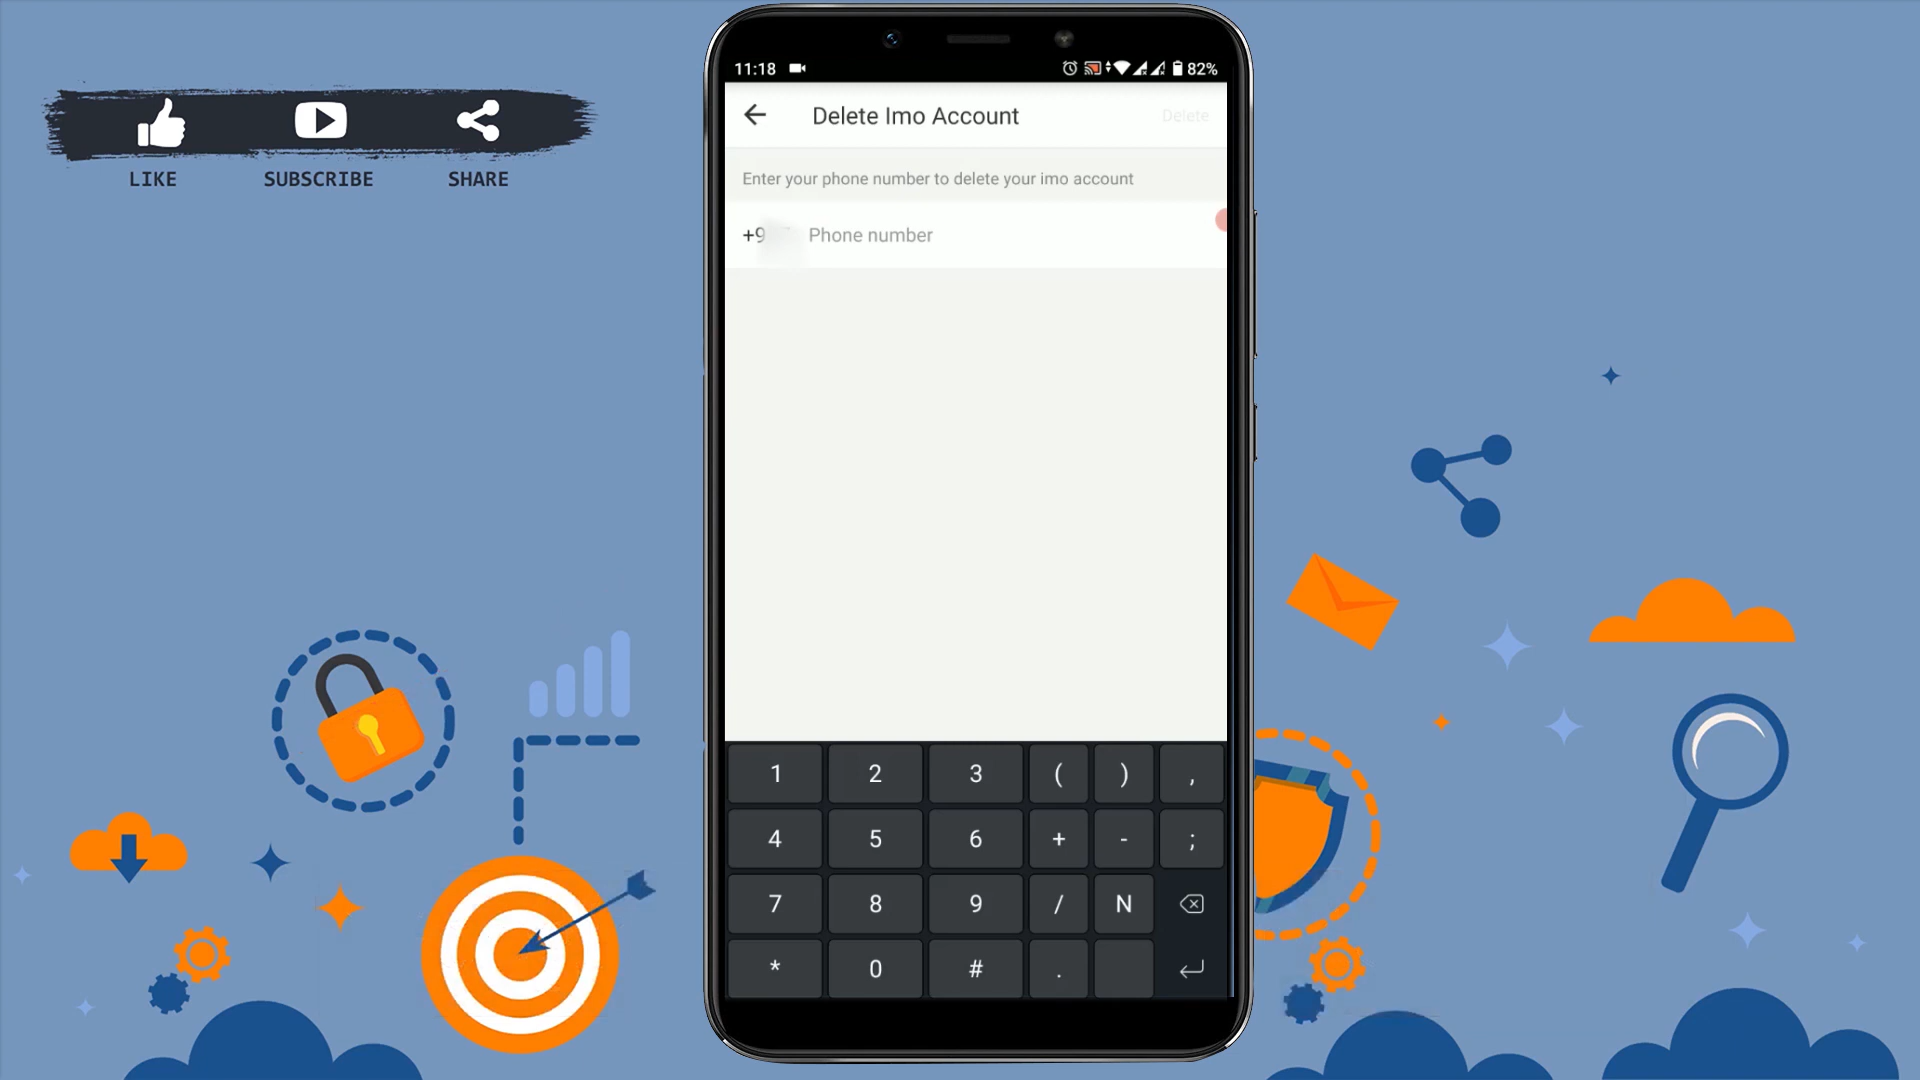 LIKE SUBSCRIBE SHARE
11:18 82%
Delete Imo Account Delete
Enter your phone number to delete your imo account
+9 Phone number
1 2 3 ( ) ,
4 5 6 + - ;
7 8 9 / N
* 0 # .